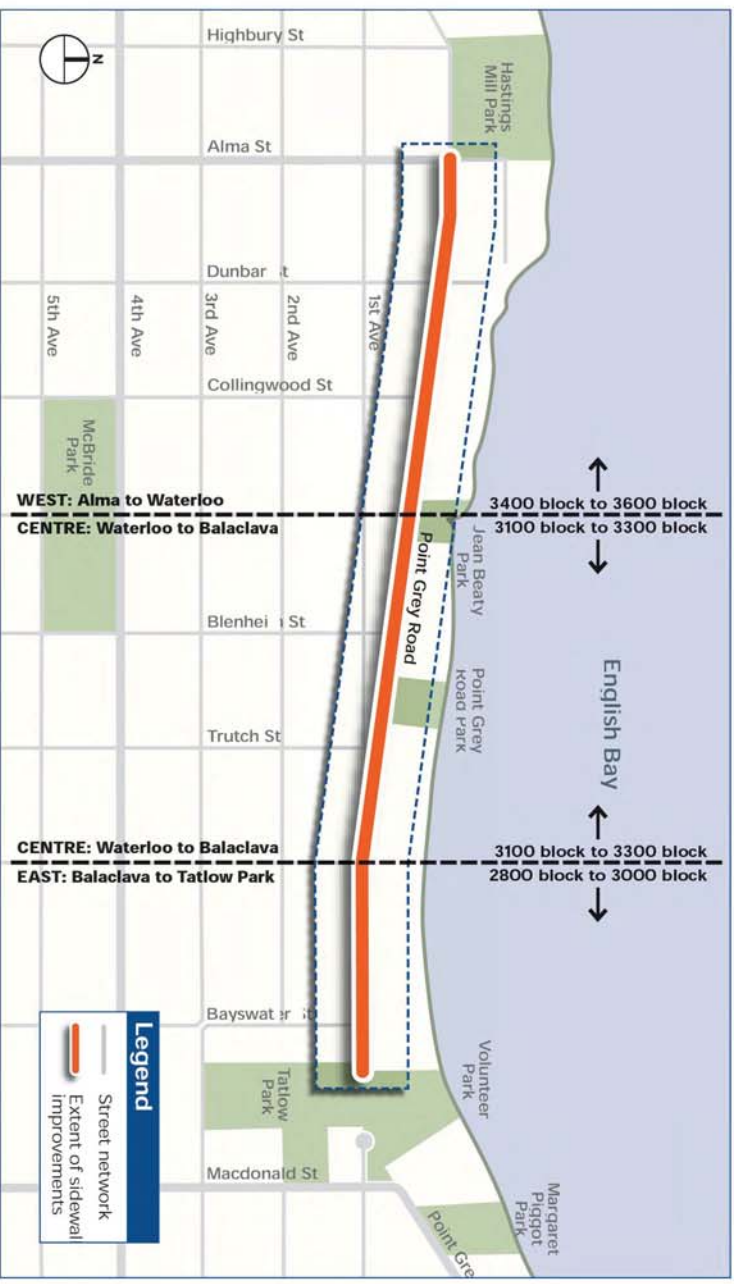 Highbury St
Hastings
Mill Park
Alma St
Dunbar t
5th Ave
4th Ave
3rd Ave
2nd Ave
1st Ave
Collingwood St
McBride
Park
WEST: Alma to Waterloo
3400 block to 3600 block
CENTRE: Waterloo to Balaclava
3100 block to 3300 block
Jean Beaty
Park
Point Grey Road
Blenhei St
English Bay
Point Grey
Road Park
Trutch St
CENTRE: Waterloo to Balaclava
3100 block to 3300 block
EAST: Balaclava to Tatlow Park
2800 block to 3000 block
Bayswater St
Volunteer
Park
Tatlow
Park
Macdonald St
Margaret
Piggot
Park
Point Gre
N
Legend
Street network
Extent of sidewal
improvements